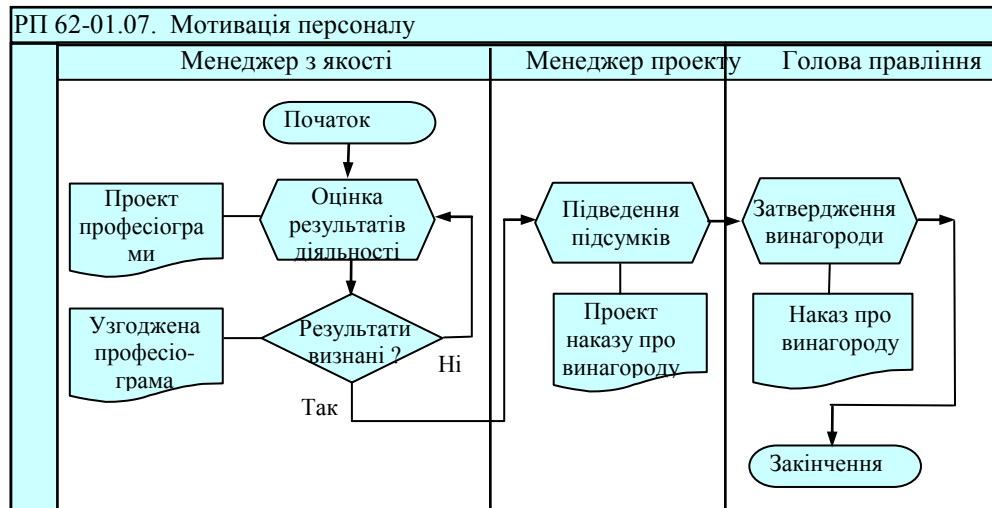 РП 62-01.07. Мотивація персоналу
Менеджер з якості
Менеджер проекту
Голова правління
Початок
Проект
професіогра
ми
Оцінка
результатів
діяльності
Підведення
підсумків
Затвердження
винагороди
Узгоджена
професіо-
грама
Результати
визнані ?
Ні
Так
Проект
наказу про
винагороду
Наказ про
винагороду
Закінчення